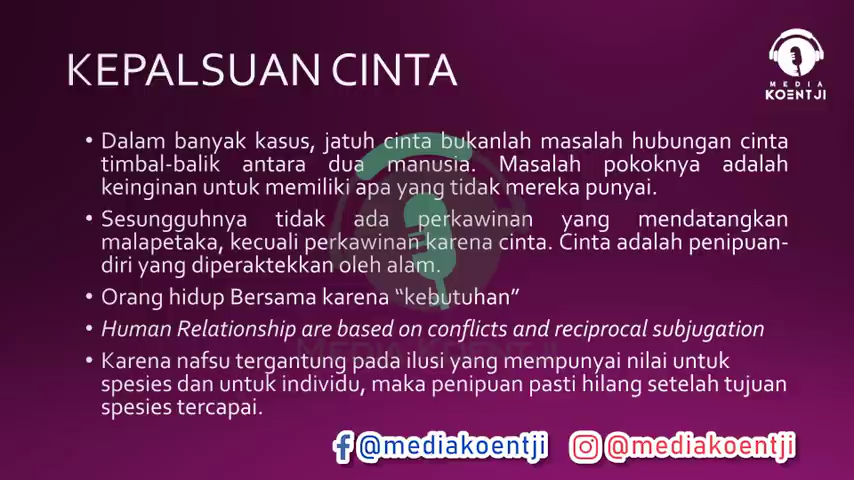 KEPALSUAN CINTA
MEDIA
KOENTJI
• Dalam banyak kasus, jatuh cinta bukanlah masalah hubungan cinta
timbal-balik antara dua manusia. Masalah pokoknya adalah
keinginan untuk memiliki apa yang tidak mereka punyai.
• Sesungguhnya tidak ada perkawinan yang mendatangkan
malapetaka, kecuali perkawinan karena cinta. Cinta adalah penipuan-
diri yang diperaktekkan oleh alam.
• Orang hidup Bersama karena “kebutuhan”
• Human Relationship are based on conflicts and reciprocal subjugation
• Karena nafsu tergantung pada ilusi yang mempunyai nilai untuk
spesies dan untuk individu, maka penipuan pasti hilang setelah tujuan
spesies tercapai.
MEDIA KOENTJI
@mediakoentji @mediakoentji